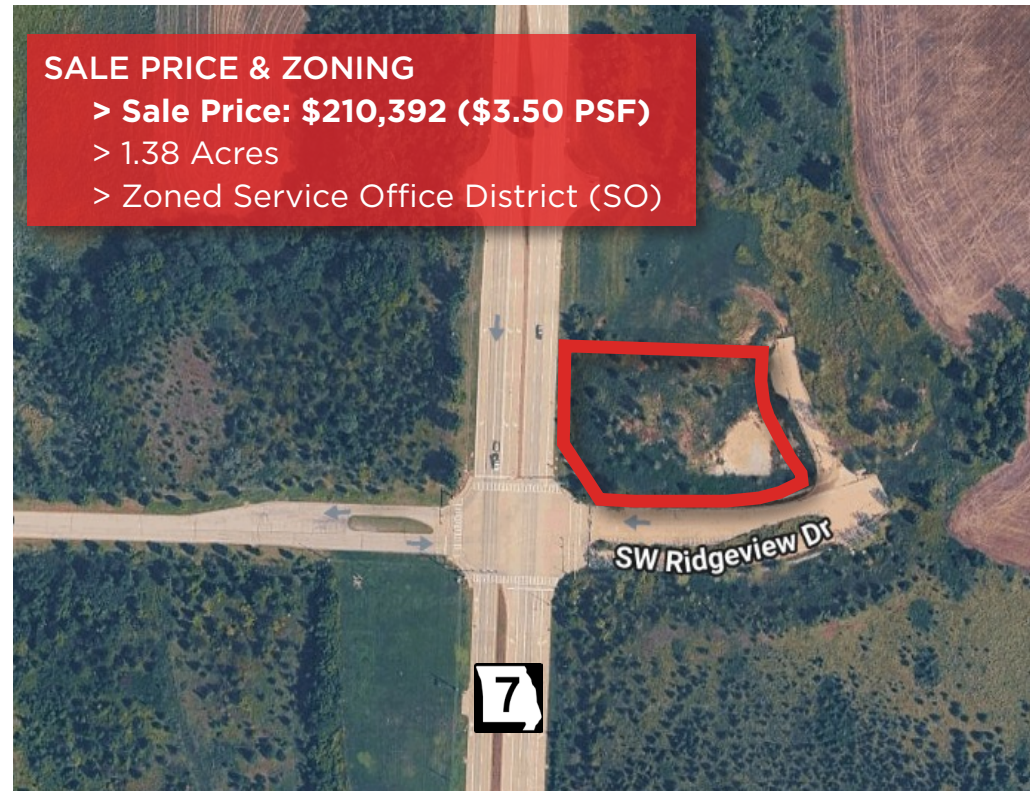 SALE PRICE & ZONING
> Sale Price: $210,392 ($3.50 PSF)
> 1.38 Acres
> Zoned Service Office District (SO)
SW Ridgeview Dr
7